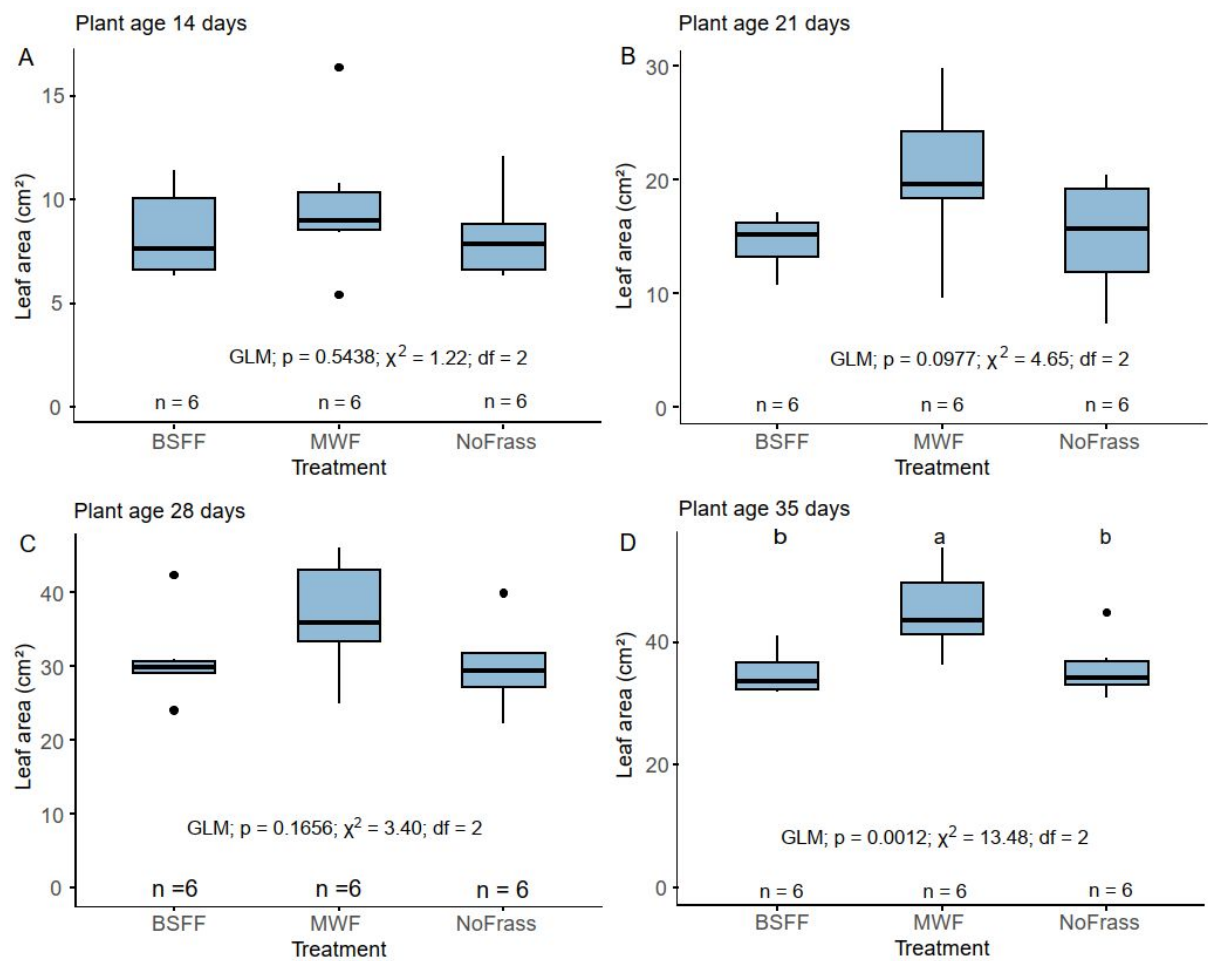 Plant age 14 days
A
Leaf area (cm²)
15
10
5
0
GLM; p = 0.5438; χ² = 1.22; df = 2
n = 6 n = 6 n = 6
BSFF MWF NoFrass
Treatment
Plant age 21 days
B
Leaf area (cm²)
30
20
10
0
GLM; p = 0.0977; χ² = 4.65; df = 2
n = 6 n = 6 n = 6
BSFF MWF NoFrass
Treatment
Plant age 28 days
C
Leaf area (cm²)
40
30
20
10
0
GLM; p = 0.1656; χ² = 3.40; df = 2
n =6 n =6 n = 6
BSFF MWF NoFrass
Treatment
Plant age 35 days
D
b a b
Leaf area (cm²)
40
20
0
GLM; p = 0.0012; χ² = 13.48; df = 2
n = 6 n = 6 n = 6
BSFF MWF NoFrass
Treatment